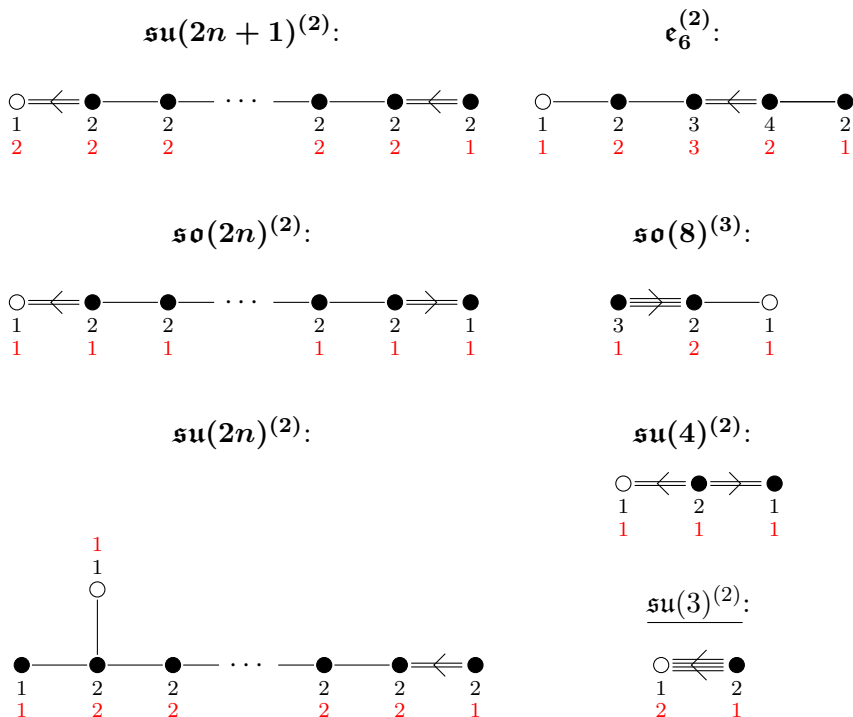 𝖘𝖚(2n + 1)⁽²⁾: 𝖊₆⁽²⁾:
1 2 2 ··· 2 2 2 1 2 3 4 2
2 2 2 2 2 1 1 2 3 2 1
𝖘𝖔(2n)⁽²⁾: 𝖘𝖔(8)⁽³⁾:
1 2 2 ··· 2 2 1 3 2 1
1 1 1 1 1 1 1 2 1
𝖘𝖚(2n)⁽²⁾: 𝖘𝖚(4)⁽²⁾:
1 2 1
1 1 1
1
1
𝔰𝔲(3)⁽²⁾:
1 2 2 ··· 2 2 2 1 2
1 2 2 2 2 1 2 1